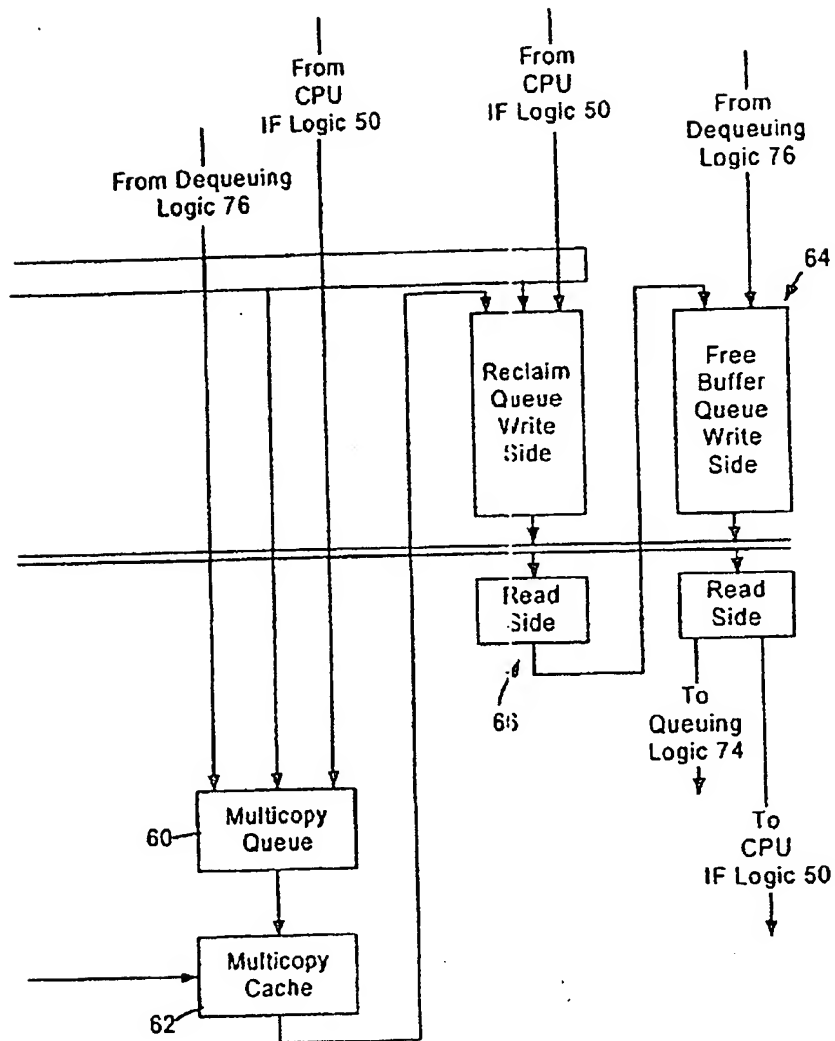 From
CPU
IF Logic 50
From
CPU
IF Logic 50
From
Dequeuing
Logic 76
From Dequeuing
Logic 76
64
Reclaim
Queue
Write
Side
Free
Buffer
Queue
Write
Side
Read
Side
Read
Side
66
To
Queuing
Logic 74
60
Multicopy
Queue
To
CPU
IF Logic 50
Multicopy
Cache
62